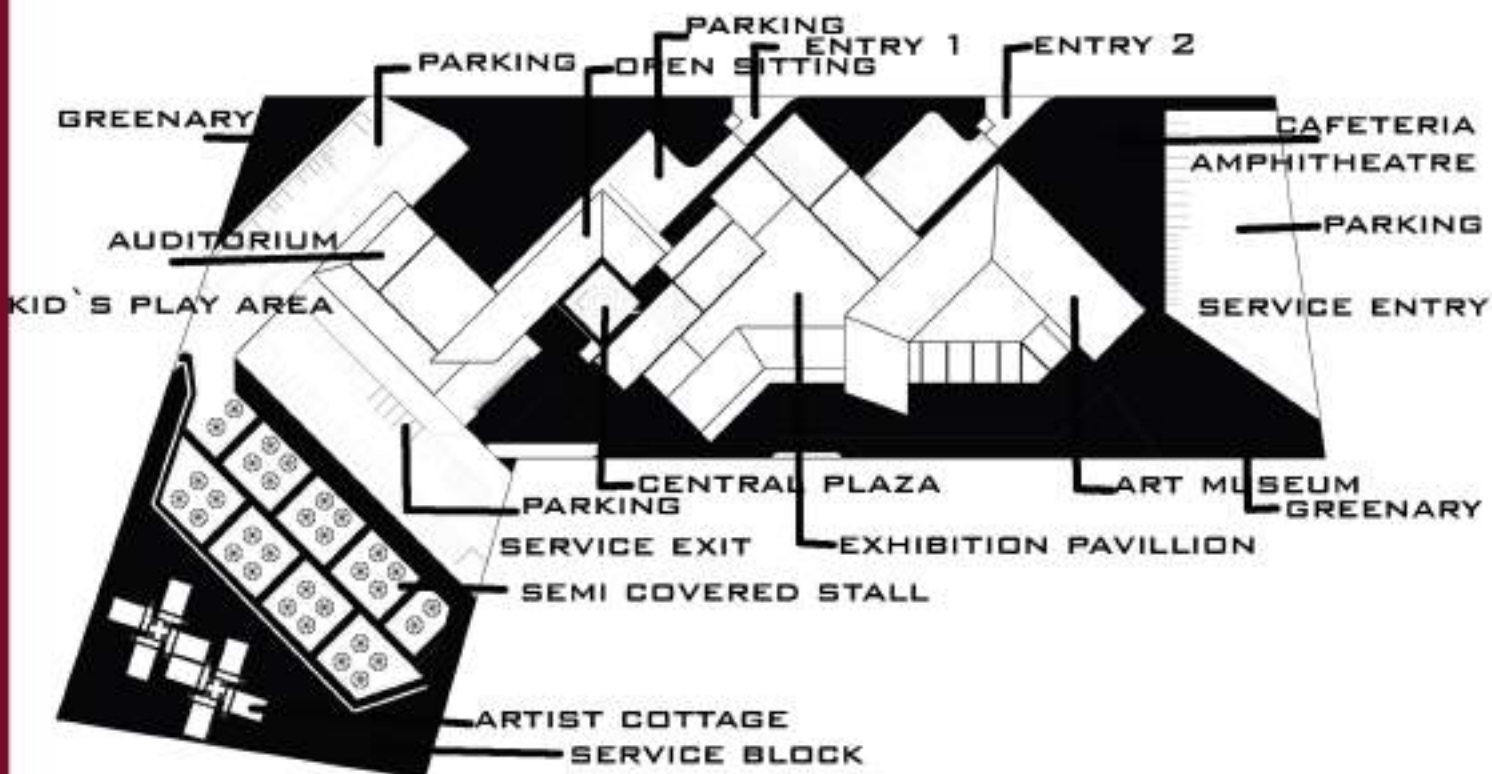 PARKING
ENTRY 1
ENTRY 2
PARKING
OPEN SITTING
GREENARY
CAFETERIA
AMPHITHEATRE
PARKING
AUDITORIUM
KID`S PLAY AREA
SERVICE ENTRY
CENTRAL PLAZA
ART MUSEUM
PARKING
GREENARY
SERVICE EXIT
EXHIBITION PAVILLION
SEMI COVERED STALL
ARTIST COTTAGE
SERVICE BLOCK